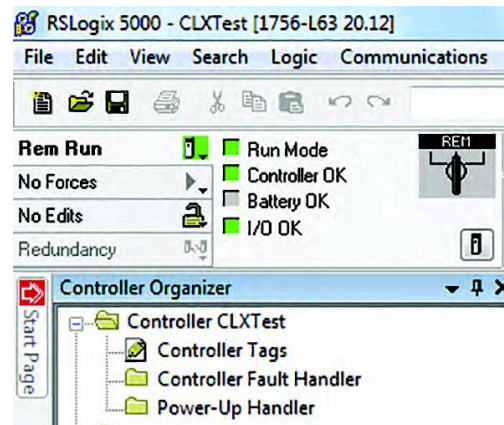 RSLogix 5000 - CLXTest [1756-L63 20.12]
File Edit View Search Logic Communications
Rem Run
No Forces
No Edits
Redundancy
Run Mode
Controller OK
Battery OK
I/O OK
REM
Start Page
Controller Organizer
Controller CLXTest
Controller Tags
Controller Fault Handler
Power-Up Handler